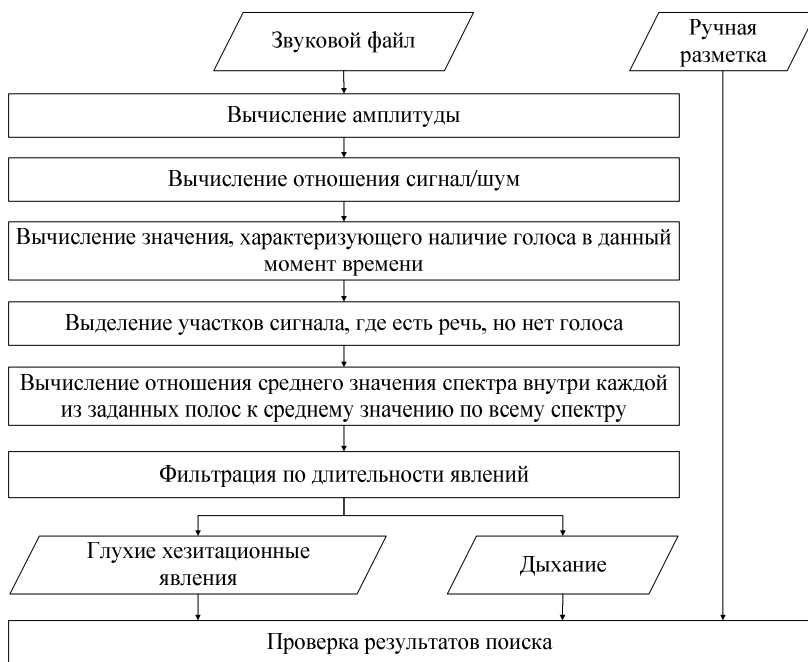 Звуковой файл
Ручная
разметка
Вычисление амплитуды
Вычисление отношения сигнал/шум
Вычисление значения, характеризующего наличие голоса в данный
момент времени
Выделение участков сигнала, где есть речь, но нет голоса
Вычисление отношения среднего значения спектра внутри каждой
из заданных полос к среднему значению по всему спектру
Фильтрация по длительности явлений
Глухие хезитационные
явления
Дыхание
Проверка результатов поиска